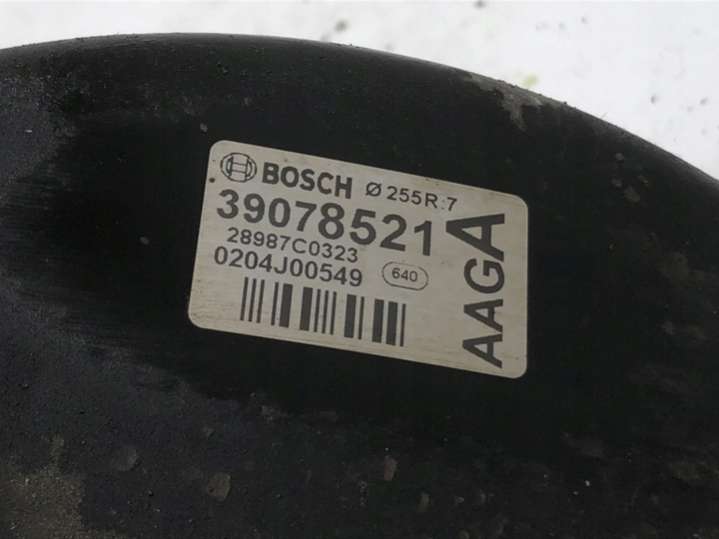 BOSCH Ø 255R:7
39078521
28987C0323
0204J00549 640
AAGA